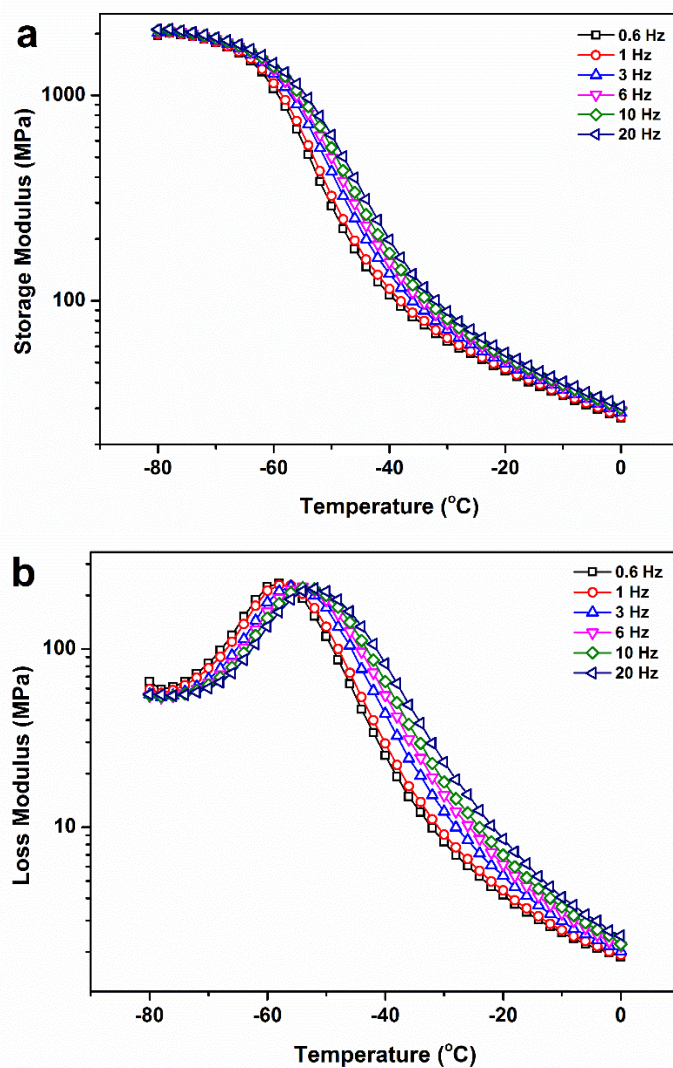 a
0.6 Hz
1 Hz
3 Hz
6 Hz
10 Hz
20 Hz
1000
100
Storage Modulus (MPa)
-80 -60 -40 -20 0
Temperature (°C)
b
0.6 Hz
1 Hz
3 Hz
6 Hz
10 Hz
20 Hz
100
10
Loss Modulus (MPa)
-80 -60 -40 -20 0
Temperature (°C)